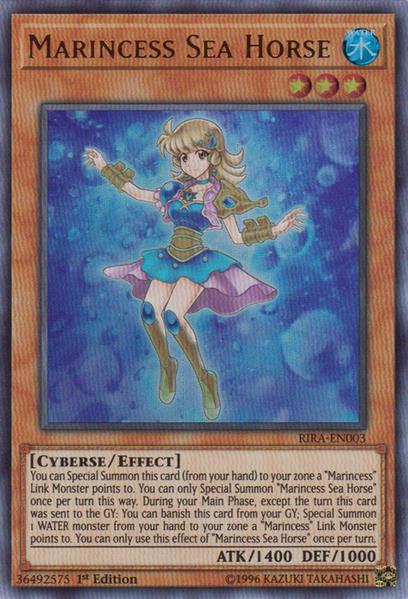 MARINCESS SEA HORSE
WATER
水
RIRA-EN003
[CYBERSE/EFFECT]
You can Special Summon this card (from your hand) to your zone a "Marincess"
Link Monster points to. You can only Special Summon "Marincess Sea Horse"
once per turn this way. During your Main Phase, except the turn this card
was sent to the GY: You can banish this card from your GY; Special Summon
1 WATER monster from your hand to your zone a "Marincess" Link Monster
points to. You can only use this effect of "Marincess Sea Horse" once per turn.
ATK/1400 DEF/1000
36492575 1st Edition ©1996 KAZUKI TAKAHASHI